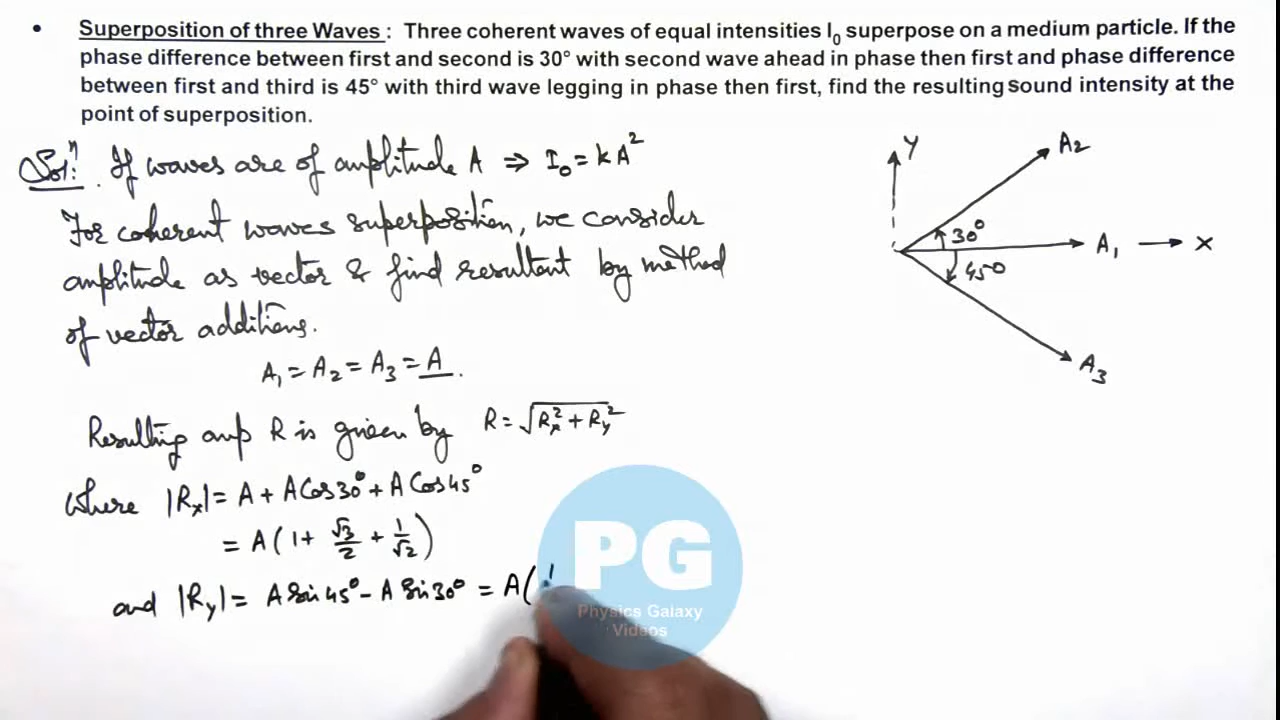 • Superposition of three Waves : Three coherent waves of equal intensities I₀ superpose on a medium particle. If the
phase difference between first and second is 30° with second wave ahead in phase then first and phase difference
between first and third is 45° with third wave legging in phase then first, find the resulting sound intensity at the
point of superposition.
Solⁿ: If waves are of amplitude A ⇒ I₀ = kA²
For coherent waves superposition, we consider
amplitude as vector & find resultant by method
of vector additions.
A₁ = A₂ = A₃ = A.
Resulting amp R is given by R = √(Rₓ² + Rᵧ²)
where |Rₓ| = A + A Cos30° + A Cos45°
= A(1 + √3/2 + 1/√2)
and |Rᵧ| = A Sin45° - A Sin30° = A(1
Y
A₂
30°
A₁ → X
45°
A₃
PG
Physics Galaxy
Videos